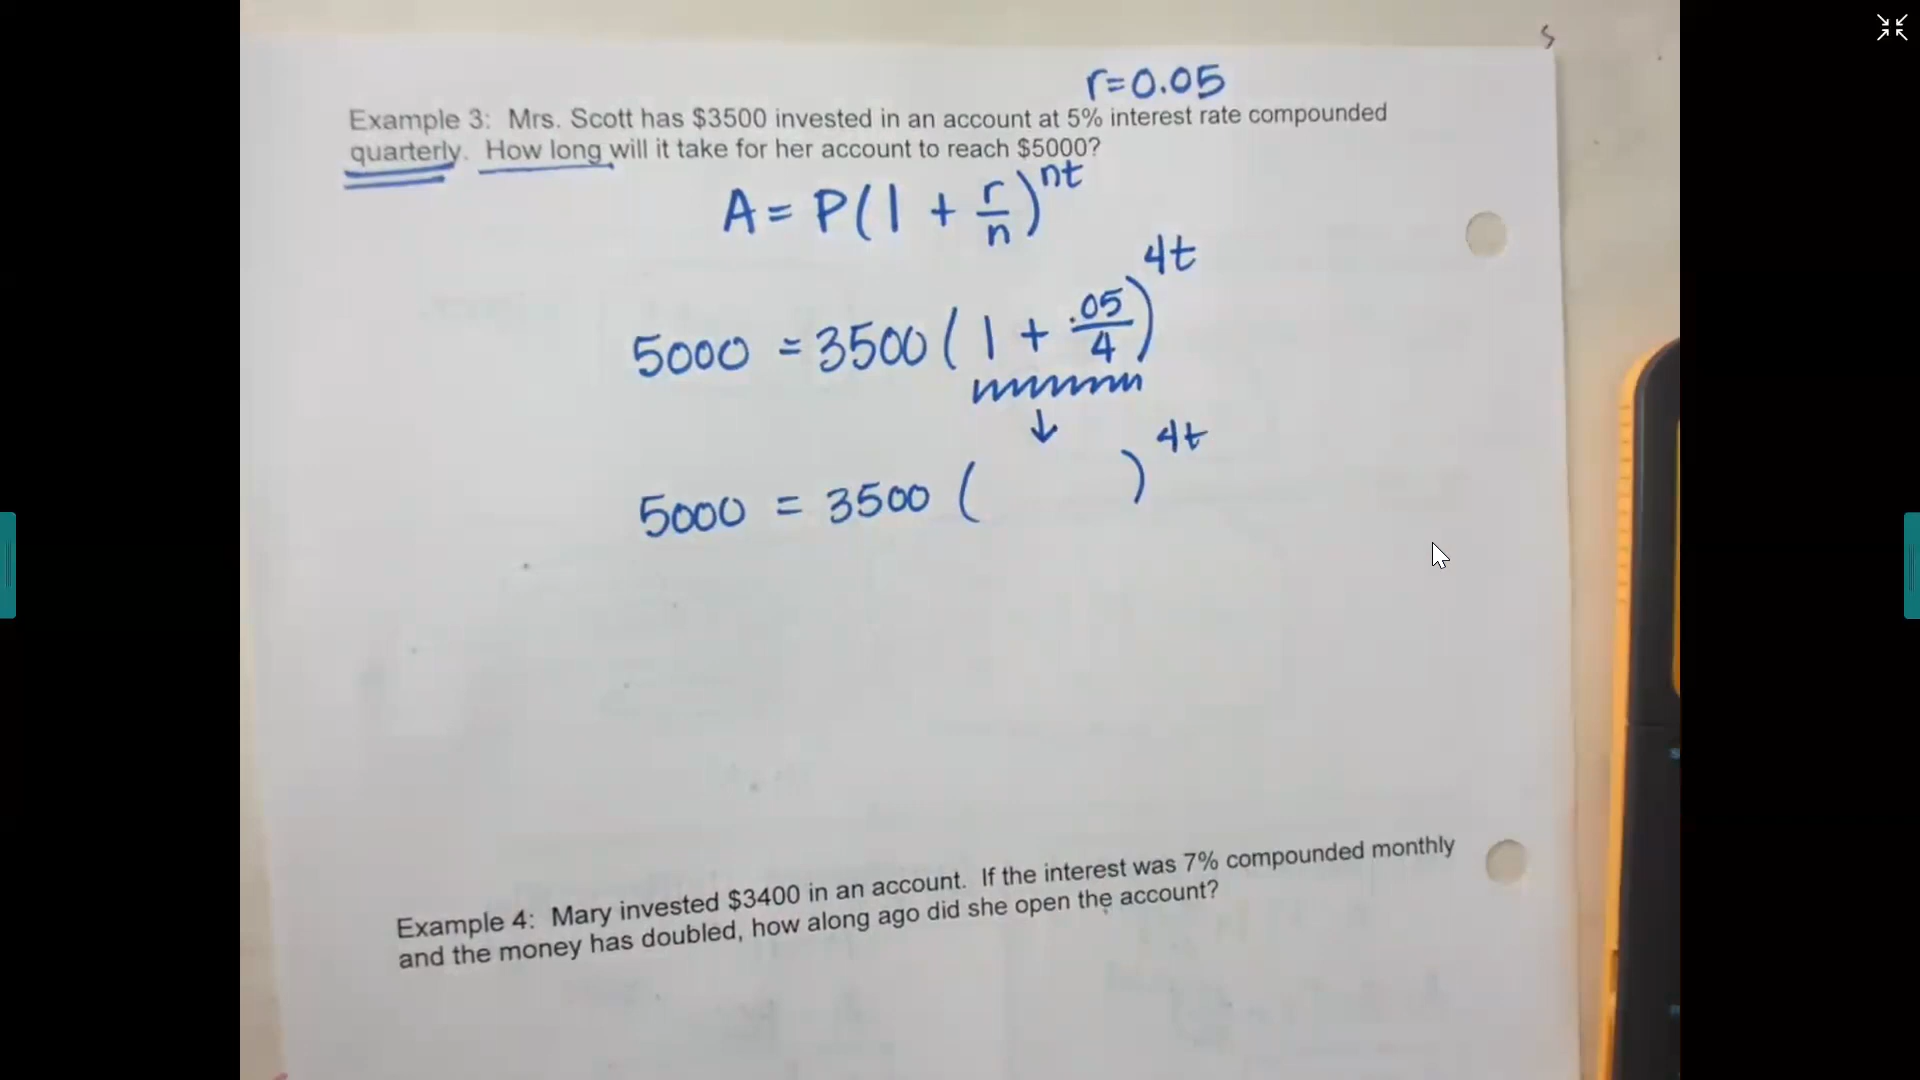 r=0.05
Example 3: Mrs. Scott has $3500 invested in an account at 5% interest rate compounded
quarterly. How long will it take for her account to reach $5000?
A = P(1 + r/n)^nt
5000 = 3500(1 + .05/4)^4t
↓
5000 = 3500 (    )^4t
Example 4: Mary invested $3400 in an account. If the interest was 7% compounded monthly
and the money has doubled, how along ago did she open the account?